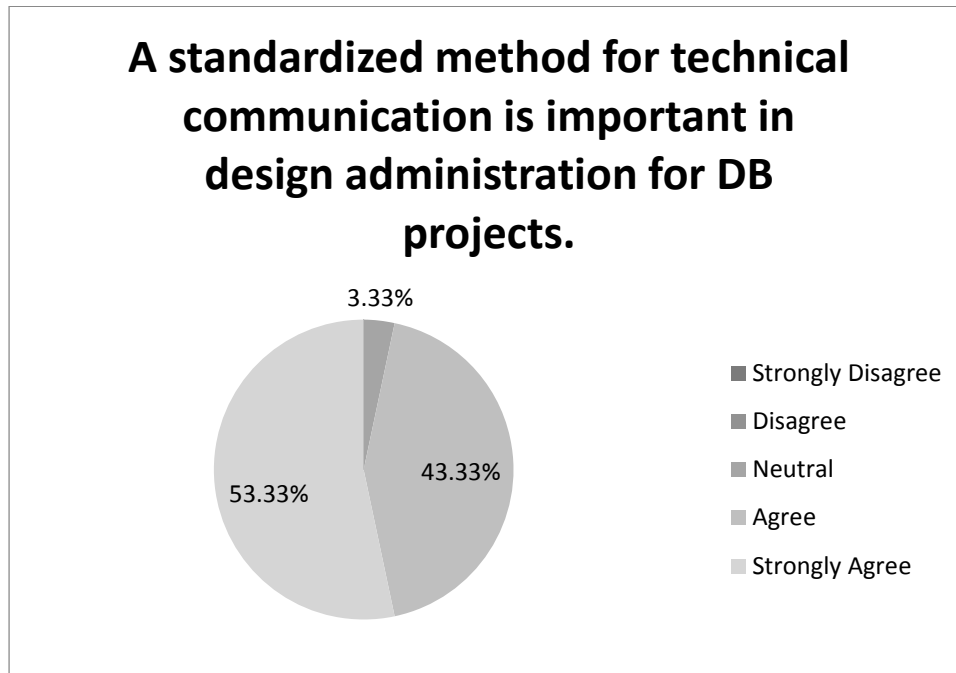 A standardized method for technical
communication is important in
design administration for DB
projects.
3.33%
43.33%
53.33%
Strongly Disagree
Disagree
Neutral
Agree
Strongly Agree